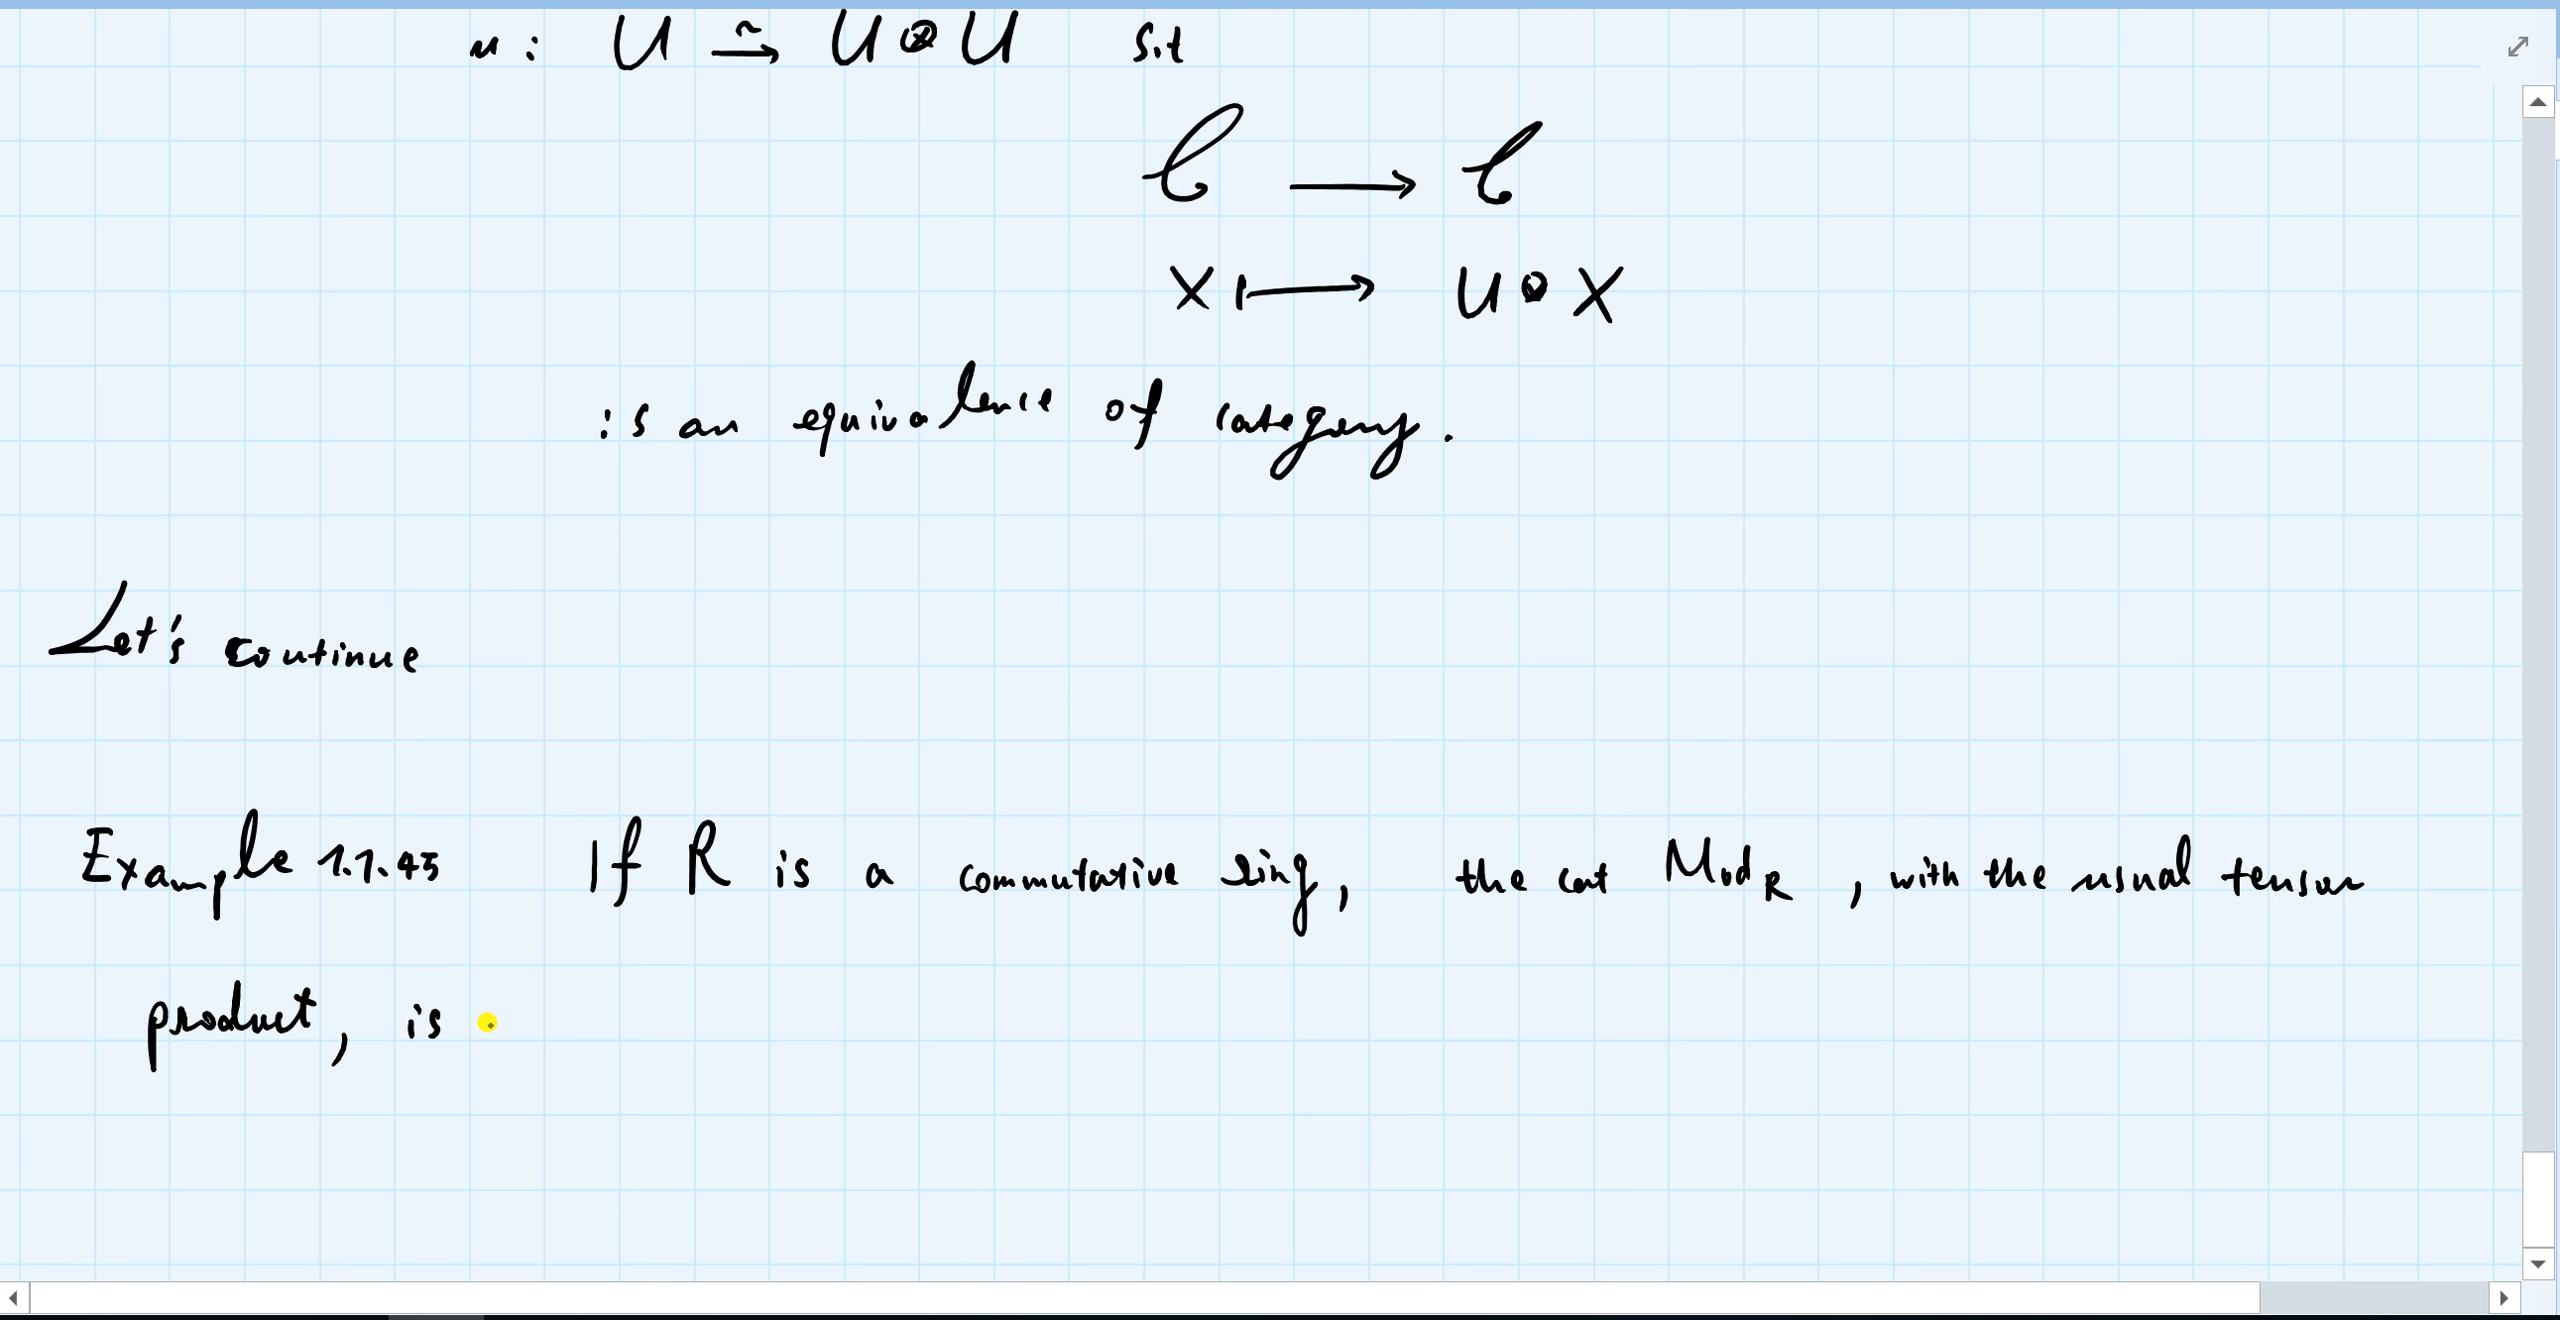 u : U ⥲ U ⊗ U s.t
𝒞 ⟶ 𝒞
X ⟼ U ⊗ X
is an equivalence of category.
Let's continue
Example 1.1.45 If R is a commutative ring, the cat Mod_R , with the usual tensor
product, is